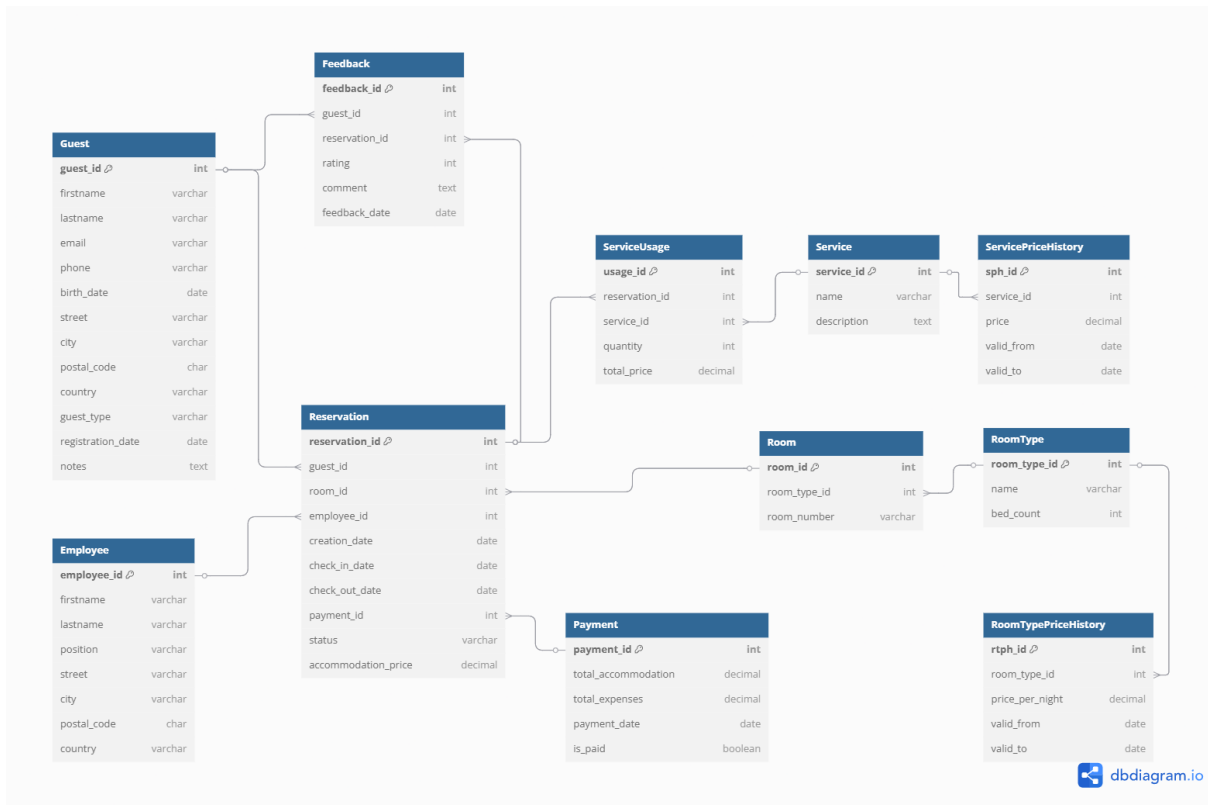 Feedback
feedback_id int
guest_id int
reservation_id int
rating int
comment text
feedback_date date
Guest
guest_id int
firstname varchar
lastname varchar
email varchar
phone varchar
birth_date date
street varchar
city varchar
postal_code char
country varchar
guest_type varchar
registration_date date
notes text
ServiceUsage
usage_id int
reservation_id int
service_id int
quantity int
total_price decimal
Service
service_id int
name varchar
description text
ServicePriceHistory
sph_id int
service_id int
price decimal
valid_from date
valid_to date
Reservation
reservation_id int
guest_id int
room_id int
employee_id int
creation_date date
check_in_date date
check_out_date date
payment_id int
status varchar
accommodation_price decimal
Room
room_id int
room_type_id int
room_number varchar
RoomType
room_type_id int
name varchar
bed_count int
Employee
employee_id int
firstname varchar
lastname varchar
position varchar
street varchar
city varchar
postal_code char
country varchar
Payment
payment_id int
total_accommodation decimal
total_expenses decimal
payment_date date
is_paid boolean
RoomTypePriceHistory
rtph_id int
room_type_id int
price_per_night decimal
valid_from date
valid_to date
dbdiagram.io